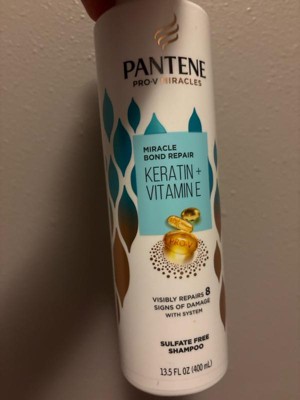 PANTENE
PRO-V MIRACLES
MIRACLE
BOND REPAIR
KERATIN +
VITAMIN E
PRO-V
VISIBLY REPAIRS 8
SIGNS OF DAMAGE
WITH SYSTEM
SULFATE FREE
SHAMPOO
13.5 FL OZ (400 mL)